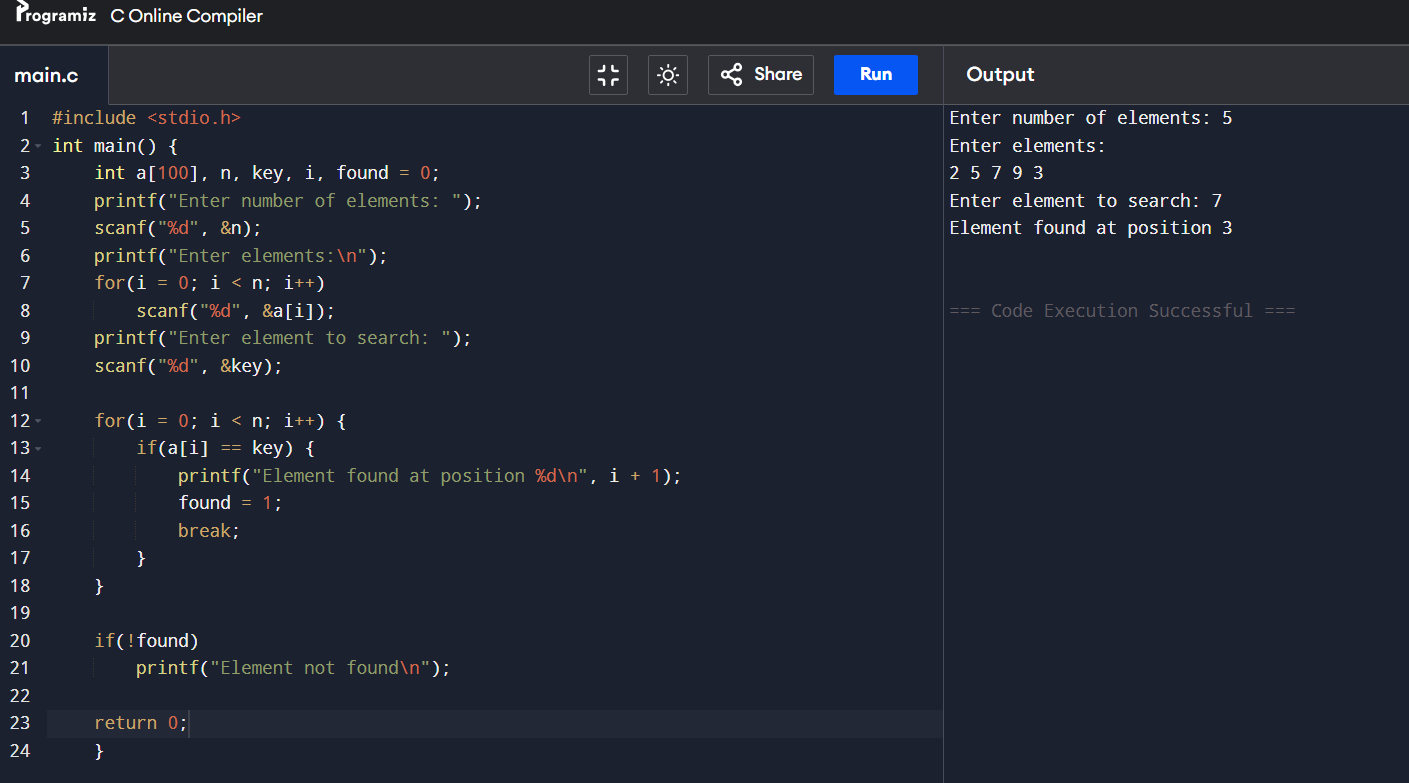 Programiz C Online Compiler
main.c Share Run Output
1 #include <stdio.h>
2 int main() {
3 int a[100], n, key, i, found = 0;
4 printf("Enter number of elements: ");
5 scanf("%d", &n);
6 printf("Enter elements:\n");
7 for(i = 0; i < n; i++)
8 scanf("%d", &a[i]);
9 printf("Enter element to search: ");
10 scanf("%d", &key);
11
12 for(i = 0; i < n; i++) {
13 if(a[i] == key) {
14 printf("Element found at position %d\n", i + 1);
15 found = 1;
16 break;
17 }
18 }
19
20 if(!found)
21 printf("Element not found\n");
22
23 return 0;
24 }
Enter number of elements: 5
Enter elements:
2 5 7 9 3
Enter element to search: 7
Element found at position 3
=== Code Execution Successful ===